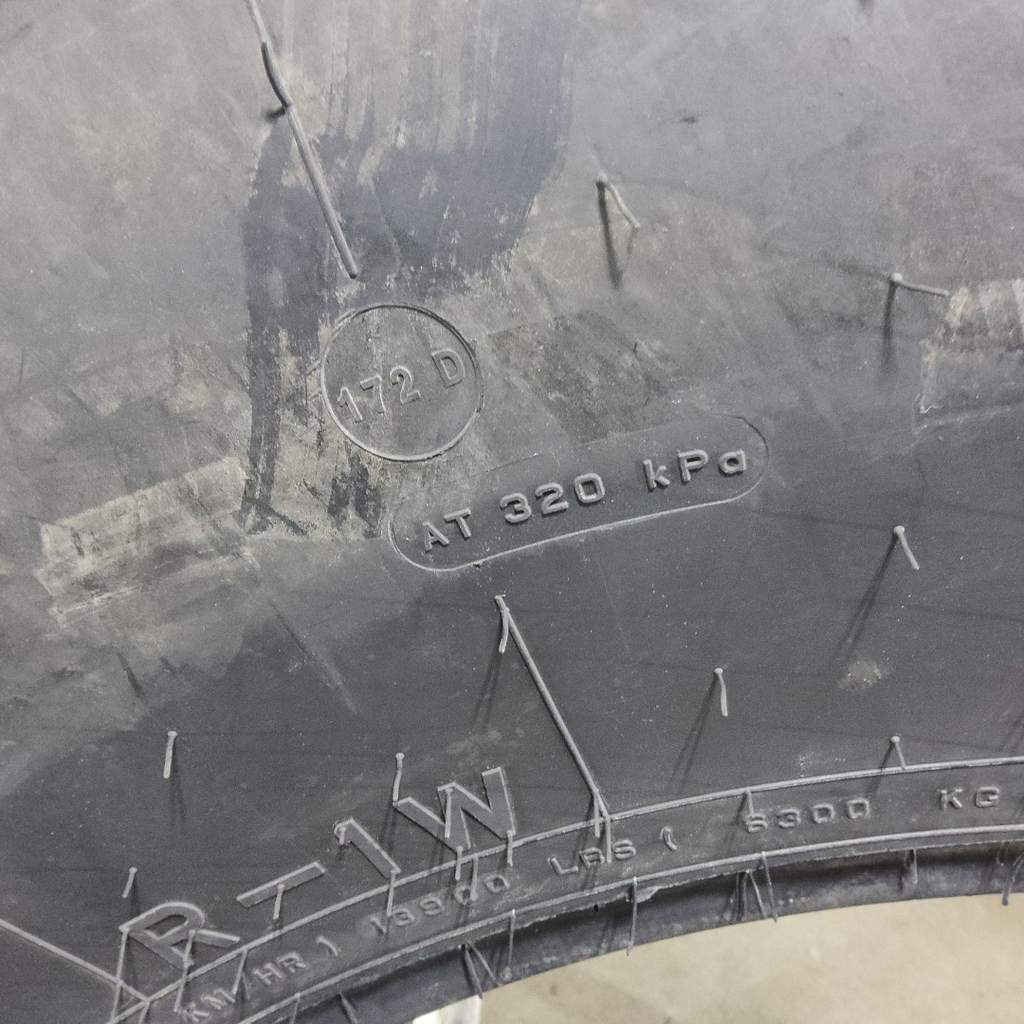 172 D
AT 320 kPa
R-1W
KM/HR ) 13900 LBS ( 6300 KG